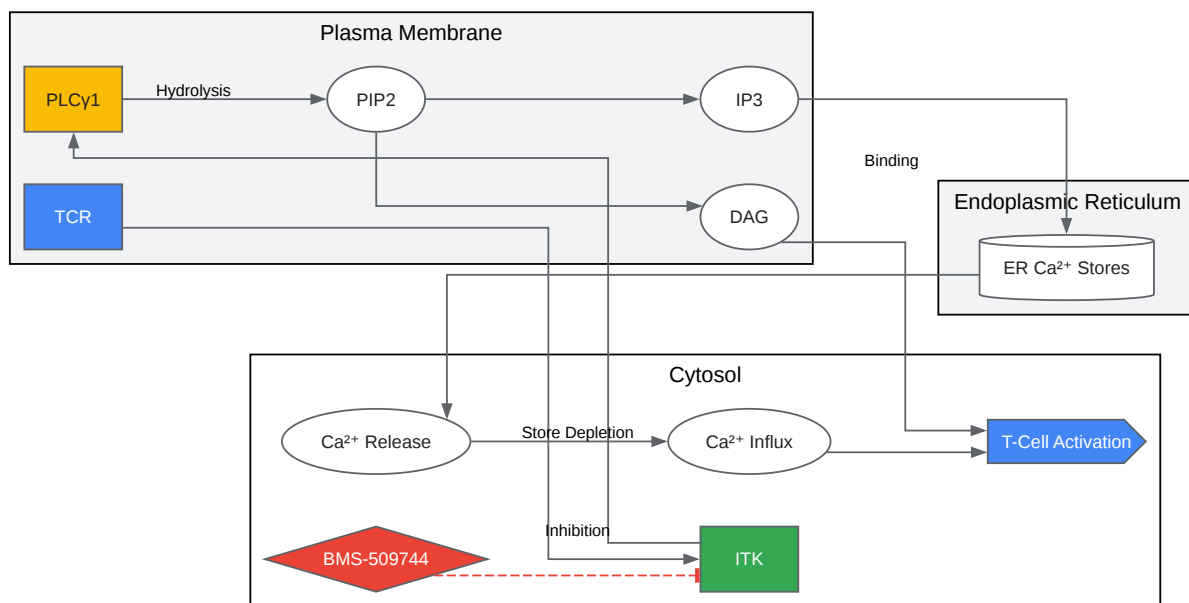 Plasma Membrane
PLCγ1
Hydrolysis
PIP2
IP3
Binding
TCR
DAG
Endoplasmic Reticulum
ER Ca²⁺ Stores
Cytosol
Ca²⁺ Release
Store Depletion
Ca²⁺ Influx
T-Cell Activation
Inhibition
BMS-509744
ITK